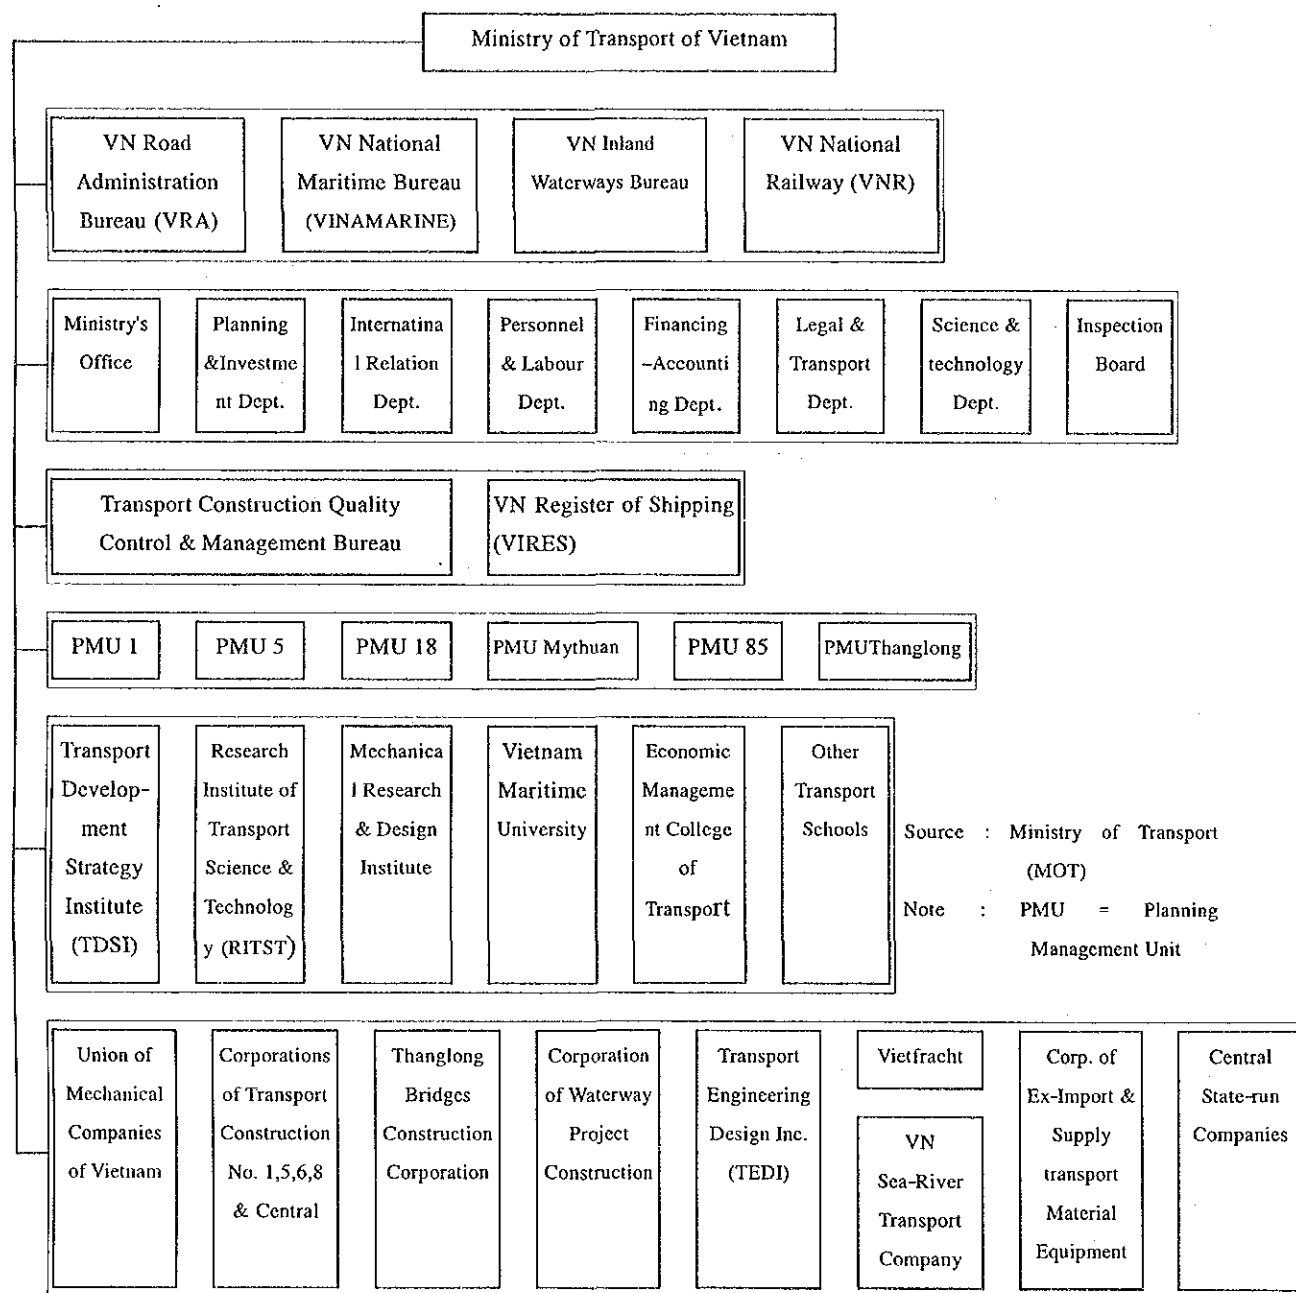 Ministry of Transport of Vietnam
VN Road
Administration
Bureau (VRA)
VN National
Maritime Bureau
(VINAMARINE)
VN Inland
Waterways Bureau
VN National
Railway (VNR)
Ministry's
Office
Planning
&Investme
nt Dept.
Internatina
l Relation
Dept.
Personnel
& Labour
Dept.
Financing
-Accounti
ng Dept.
Legal &
Transport
Dept.
Science &
technology
Dept.
Inspection
Board
Transport Construction Quality
Control & Management Bureau
VN Register of Shipping
(VIRES)
PMU 1
PMU 5
PMU 18
PMU Mythuan
PMU 85
PMUThanglong
Transport
Develop-
ment
Strategy
Institute
(TDSI)
Research
Institute of
Transport
Science &
Technolog
y (RITST)
Mechanica
l Research
& Design
Institute
Vietnam
Maritime
University
Economic
Manageme
nt College
of
Transport
Other
Transport
Schools
Source : Ministry of Transport
(MOT)
Note : PMU = Planning
Management Unit
Union of
Mechanical
Companies
of Vietnam
Corporations
of Transport
Construction
No. 1,5,6,8
& Central
Thanglong
Bridges
Construction
Corporation
Corporation
of Waterway
Project
Construction
Transport
Engineering
Design Inc.
(TEDI)
Vietfracht
VN
Sea-River
Transport
Company
Corp. of
Ex-Import &
Supply
transport
Material
Equipment
Central
State-run
Companies